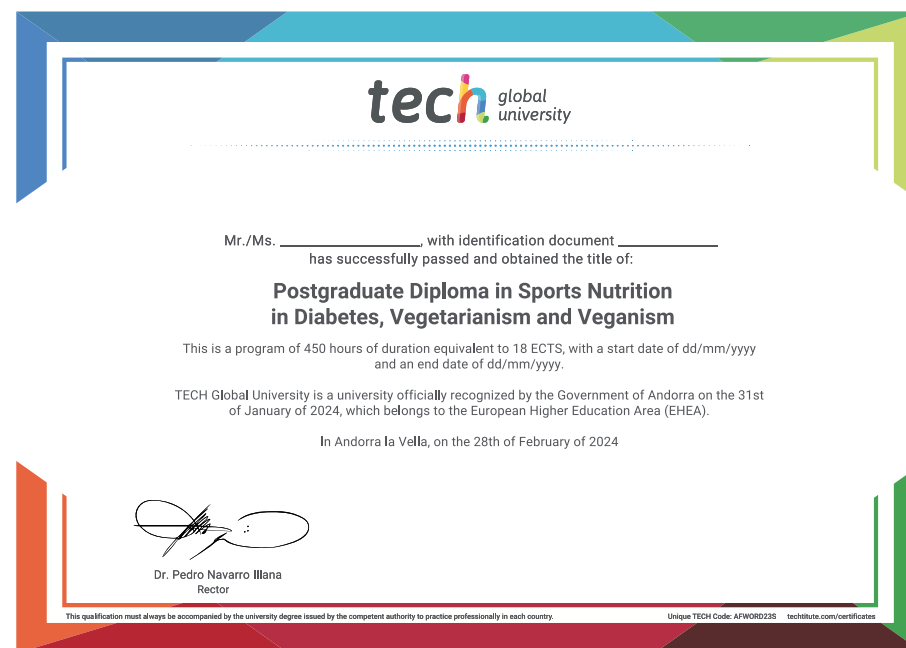 tech global university
Mr./Ms. ____________________, with identification document ______________
has successfully passed and obtained the title of:
Postgraduate Diploma in Sports Nutrition
in Diabetes, Vegetarianism and Veganism
This is a program of 450 hours of duration equivalent to 18 ECTS, with a start date of dd/mm/yyyy
and an end date of dd/mm/yyyy.
TECH Global University is a university officially recognized by the Government of Andorra on the 31st
of January of 2024, which belongs to the European Higher Education Area (EHEA).
In Andorra la Vella, on the 28th of February of 2024
Dr. Pedro Navarro Illana
Rector
This qualification must always be accompanied by the university degree issued by the competent authority to practice professionally in each country.
Unique TECH Code: AFWORD23S techtitute.com/certificates